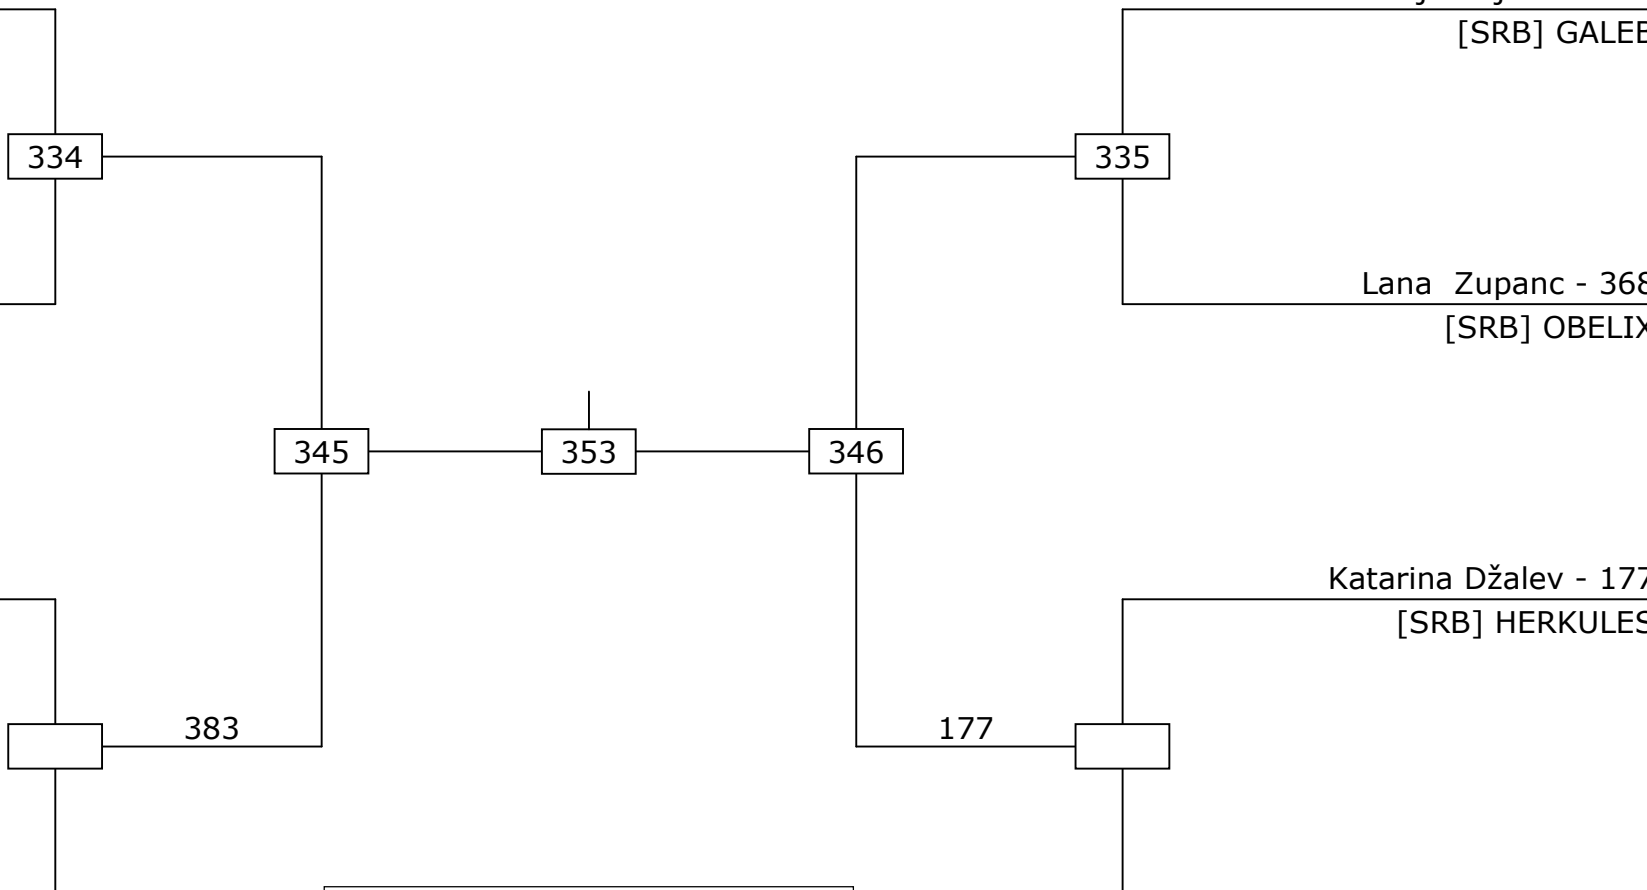 [SRB] GALEB
334
335
Lana  Zupanc - 368
[SRB] OBELIX
345
353
346
Katarina Džalev - 177
[SRB] HERKULES
383
177